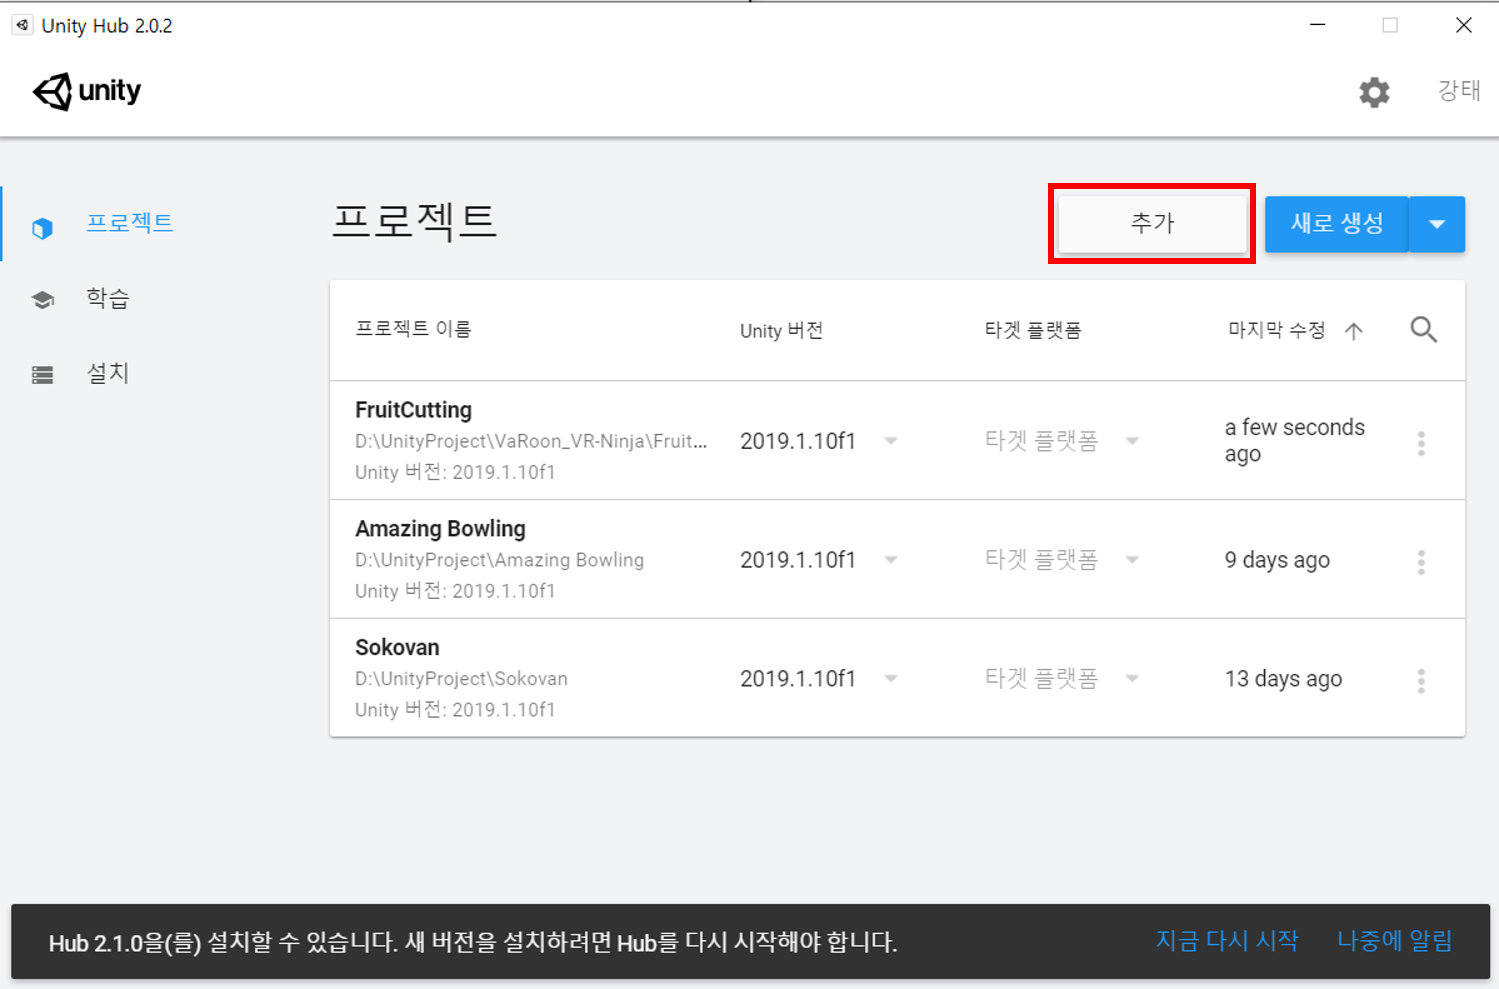 Unity Hub 2.0.2
unity
강태
프로젝트
학습
설치
프로젝트
추가
새로 생성
프로젝트 이름
Unity 버전
타겟 플랫폼
마지막 수정
FruitCutting
D:\UnityProject\VaRoon_VR-Ninja\Fruit...
Unity 버전: 2019.1.10f1
2019.1.10f1
타겟 플랫폼
a few seconds
ago
Amazing Bowling
D:\UnityProject\Amazing Bowling
Unity 버전: 2019.1.10f1
2019.1.10f1
타겟 플랫폼
9 days ago
Sokovan
D:\UnityProject\Sokovan
Unity 버전: 2019.1.10f1
2019.1.10f1
타겟 플랫폼
13 days ago
Hub 2.1.0을(를) 설치할 수 있습니다. 새 버전을 설치하려면 Hub를 다시 시작해야 합니다.
지금 다시 시작
나중에 알림